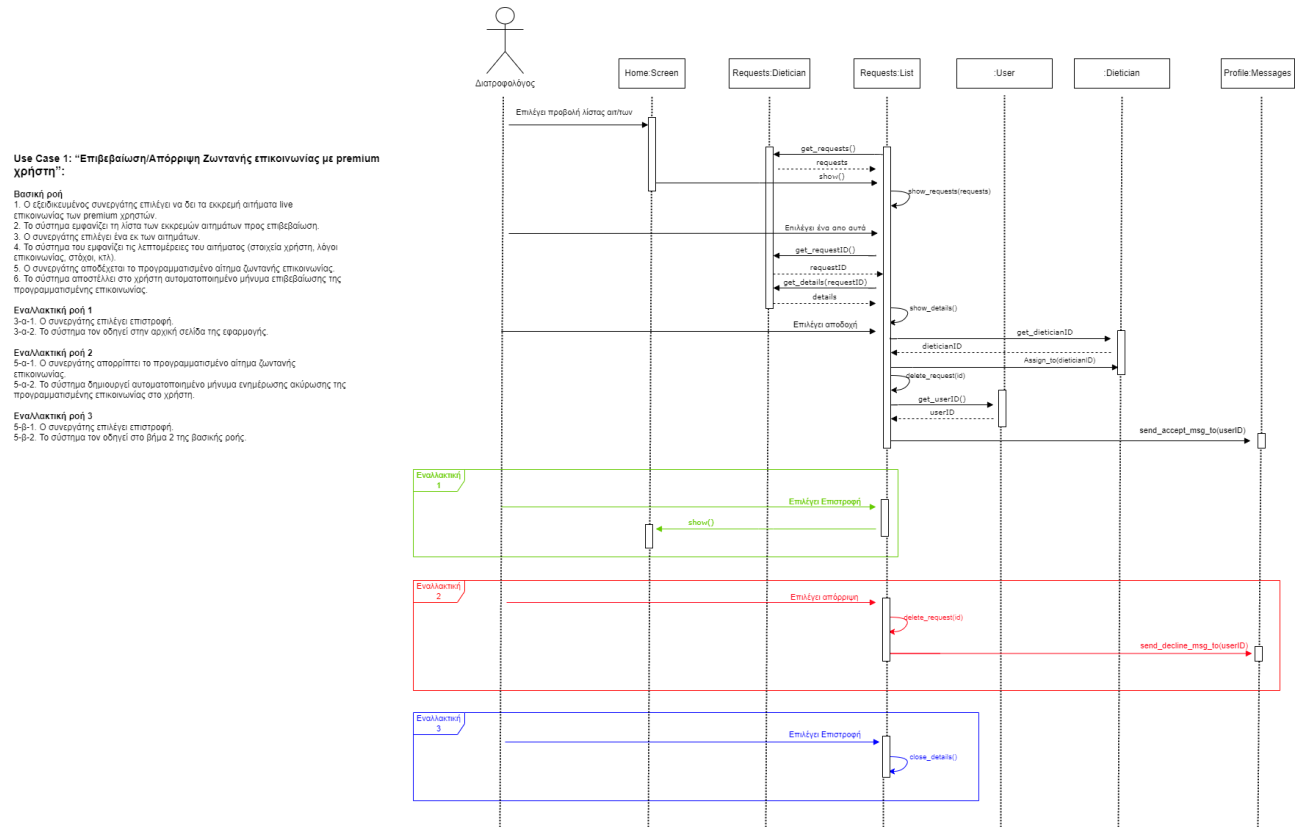 Use Case 1: “Επιβεβαίωση/Απόρριψη Ζωντανής επικοινωνίας με premium
χρήστη”:
Βασική ροή
1. Ο εξειδικευμένος συνεργάτης επιλέγει να δει τα εκκρεμή αιτήματα live
επικοινωνίας των premium χρηστών.
2. Το σύστημα εμφανίζει τη λίστα των εκκρεμών αιτημάτων προς επιβεβαίωση.
3. Ο συνεργάτης επιλέγει ένα εκ των αιτημάτων.
4. Το σύστημα του εμφανίζει τις λεπτομέρειες του αιτήματος (στοιχεία χρήστη, λόγοι
επικοινωνίας, στόχοι, κτλ).
5. Ο συνεργάτης αποδέχεται το προγραμματισμένο αίτημα ζωντανής επικοινωνίας.
6. Το σύστημα αποστέλλει στο χρήστη αυτοματοποιημένο μήνυμα επιβεβαίωσης της
προγραμματισμένης επικοινωνίας.
Εναλλακτική ροή 1
3-α-1. Ο συνεργάτης επιλέγει επιστροφή.
3-α-2. Το σύστημα τον οδηγεί στην αρχική σελίδα της εφαρμογής.
Εναλλακτική ροή 2
5-α-1. Ο συνεργάτης απορρίπτει το προγραμματισμένο αίτημα ζωντανής
επικοινωνίας.
5-α-2. Το σύστημα δημιουργεί αυτοματοποιημένο μήνυμα ενημέρωσης ακύρωσης της
προγραμματισμένης επικοινωνίας στο χρήστη.
Εναλλακτική ροή 3
5-β-1. Ο συνεργάτης επιλέγει επιστροφή.
5-β-2. Το σύστημα τον οδηγεί στο βήμα 2 της βασικής ροής.
Διατροφολόγος
Home:Screen
Requests:Dietician
Requests:List
:User
:Dietician
Profile:Messages
Επιλέγει προβολή λίστας αιτ/των
get_requests()
requests
show()
show_requests(requests)
Επιλέγει ένα απο αυτά
get_requestID()
requestID
get_details(requestID)
details
show_details()
Επιλέγει αποδοχή
get_dieticianID
dieticianID
Assign_to(dieticianID)
delete_request(id)
get_userID()
userID
send_accept_msg_to(userID)
Εναλλακτική
1
Επιλέγει Επιστροφή
show()
Εναλλακτική
2
Επιλέγει απόρριψη
delete_request(id)
send_decline_msg_to(userID)
Εναλλακτική
3
Επιλέγει Επιστροφή
close_details()